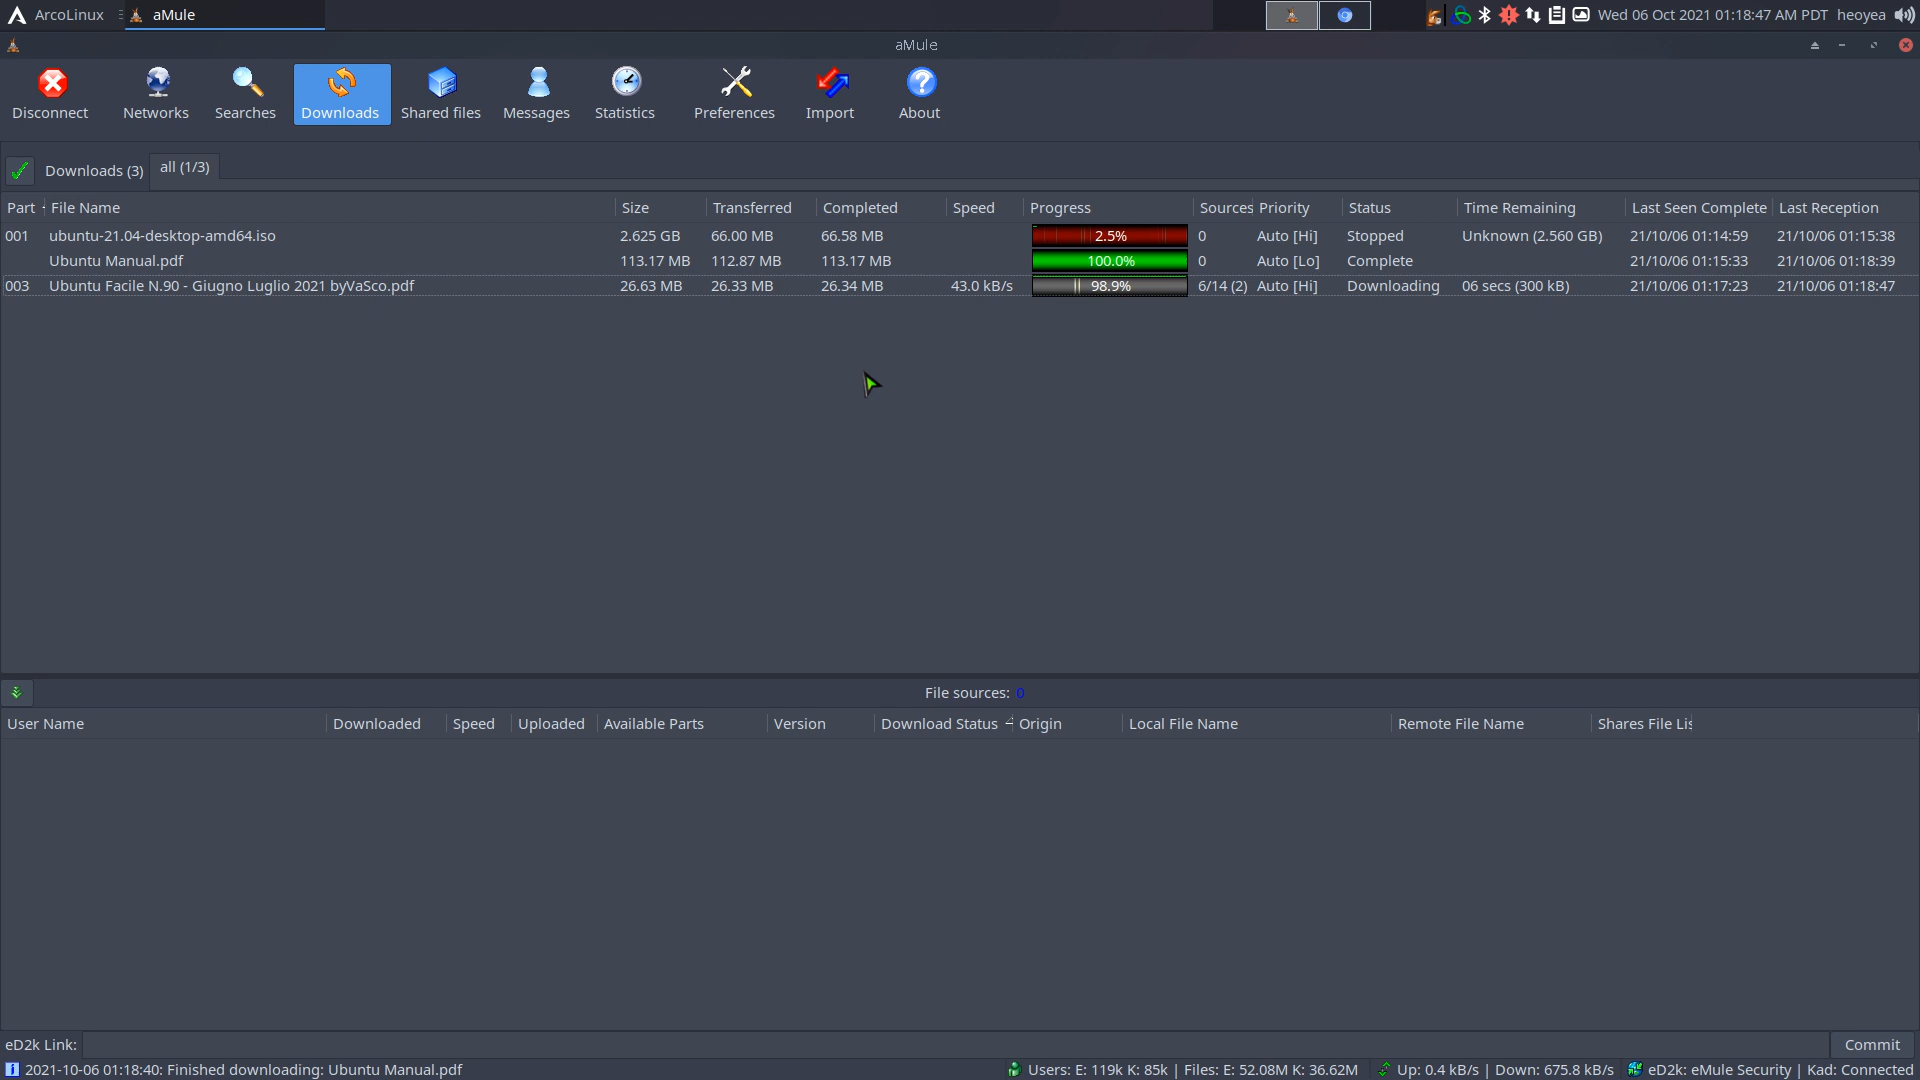 ArcoLinux aMule Wed 06 Oct 2021 01:18:47 AM PDT heoyea
aMule
Disconnect Networks Searches Downloads Shared files Messages Statistics Preferences Import About
Downloads (3) all (1/3)
Part File Name Size Transferred Completed Speed Progress Sources Priority Status Time Remaining Last Seen Complete Last Reception
001 ubuntu-21.04-desktop-amd64.iso 2.625 GB 66.00 MB 66.58 MB 2.5% 0 Auto [Hi] Stopped Unknown (2.560 GB) 21/10/06 01:14:59 21/10/06 01:15:38
Ubuntu Manual.pdf 113.17 MB 112.87 MB 113.17 MB 100.0% 0 Auto [Lo] Complete 21/10/06 01:15:33 21/10/06 01:18:39
003 Ubuntu Facile N.90 - Giugno Luglio 2021 byVaSco.pdf 26.63 MB 26.33 MB 26.34 MB 43.0 kB/s 98.9% 6/14 (2) Auto [Hi] Downloading 06 secs (300 kB) 21/10/06 01:17:23 21/10/06 01:18:47
File sources: 0
User Name Downloaded Speed Uploaded Available Parts Version Download Status Origin Local File Name Remote File Name Shares File Lis
eD2k Link: Commit
2021-10-06 01:18:40: Finished downloading: Ubuntu Manual.pdf Users: E: 119k K: 85k | Files: E: 52.08M K: 36.62M Up: 0.4 kB/s | Down: 675.8 kB/s eD2k: eMule Security | Kad: Connected